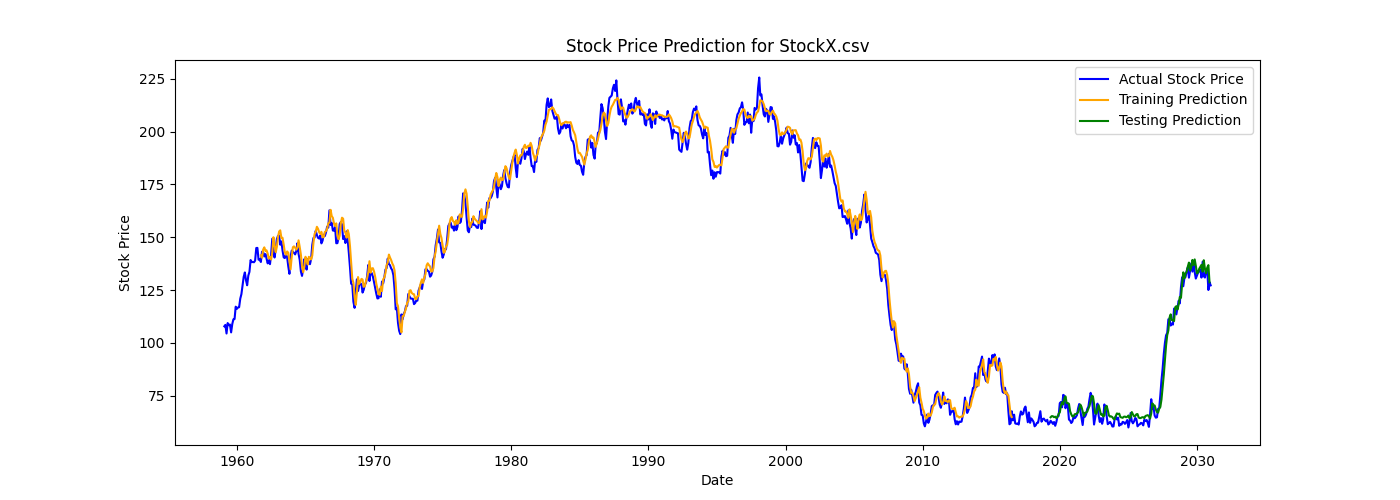 Stock Price Prediction for StockX.csv
Actual Stock Price
Training Prediction
Testing Prediction
Stock Price
225
200
175
150
125
100
75
1960
1970
1980
1990
2000
2010
2020
2030
Date